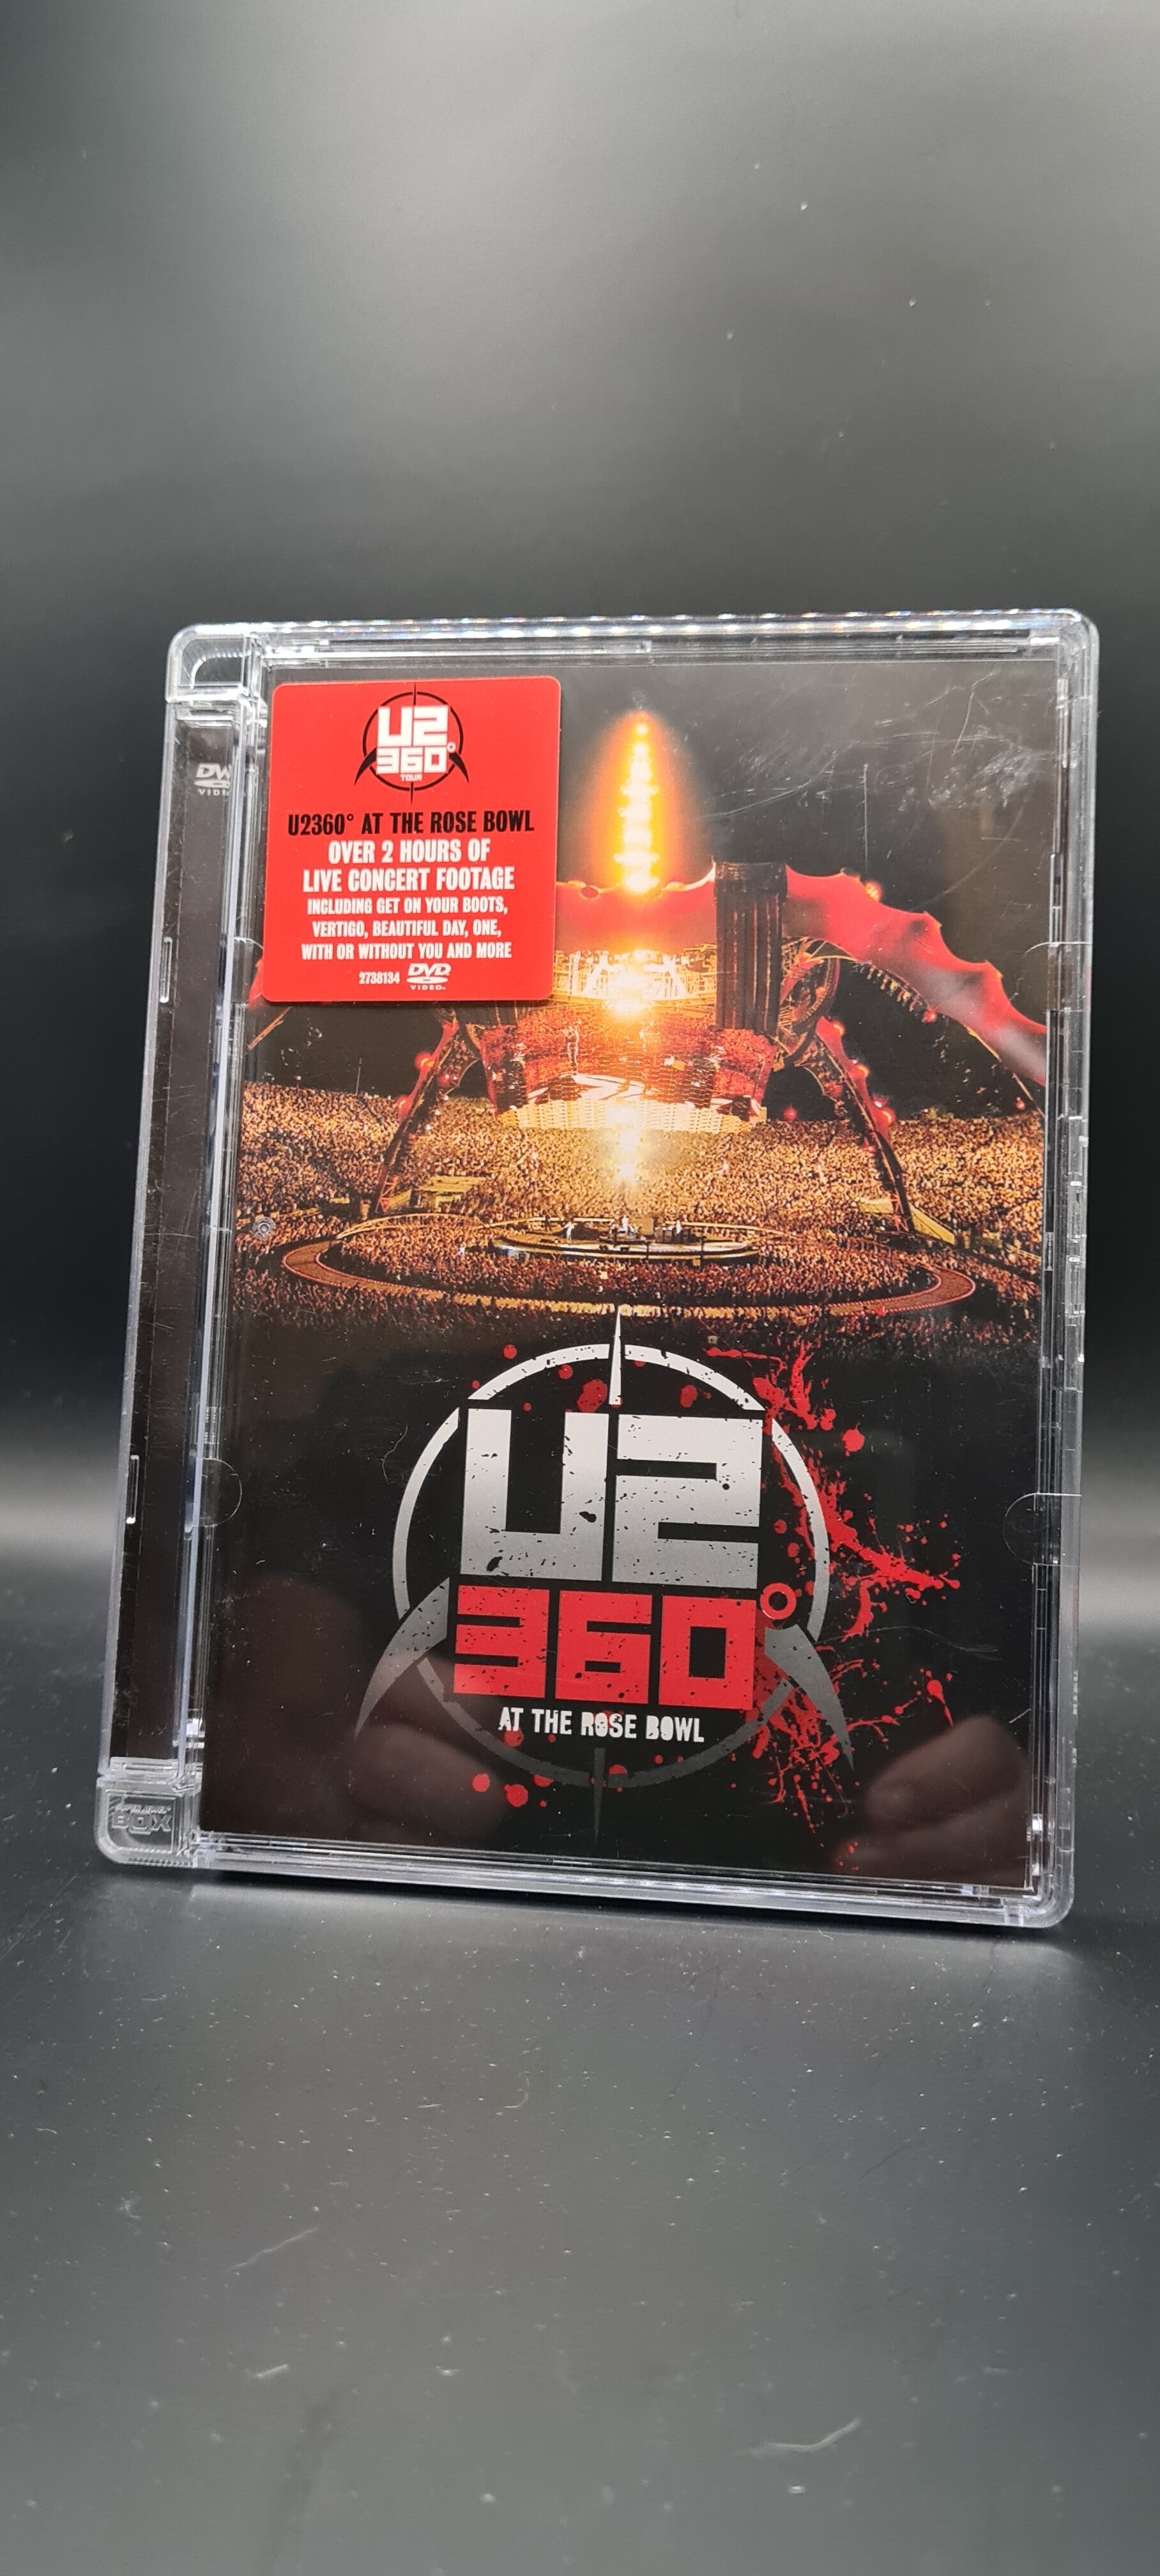 U2
360°
TOUR
U2360° AT THE ROSE BOWL
OVER 2 HOURS OF
LIVE CONCERT FOOTAGE
INCLUDING GET ON YOUR BOOTS,
VERTIGO, BEAUTIFUL DAY, ONE,
WITH OR WITHOUT YOU AND MORE
2738134 DVD
VIDEO
DVD
VIDEO
U2
360°
AT THE ROSE BOWL
BOX